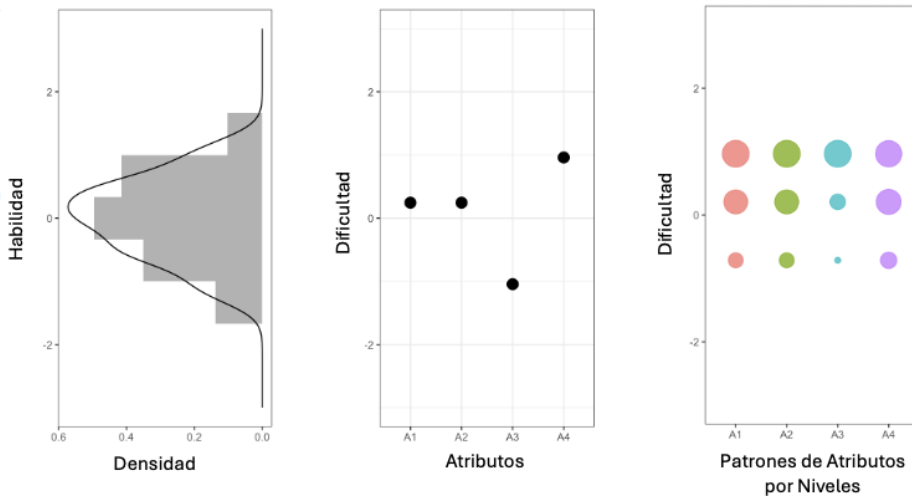 Habilidad
2
0
-2
0.6 0.4 0.2 0.0
Densidad
Dificultad
2
0
-2
A1 A2 A3 A4
Atributos
Dificultad
2
0
-2
A1 A2 A3 A4
Patrones de Atributos
por Niveles